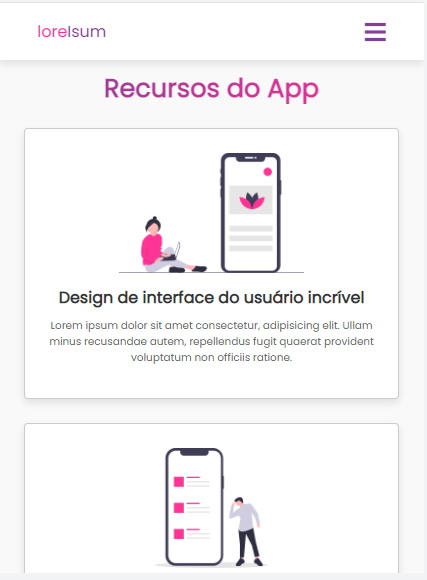 loreIsum
Recursos do App
Design de interface do usuário incrível
Lorem ipsum dolor sit amet consectetur, adipisicing elit. Ullam
minus recusandae autem, repellendus fugit quaerat provident
voluptatum non officiis ratione.